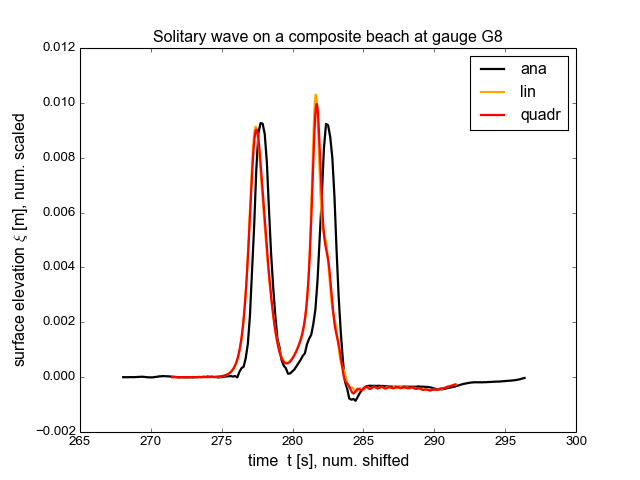 Solitary wave on a composite beach at gauge G8
0.012
0.010
0.008
0.006
0.004
0.002
0.000
−0.002
surface elevation ξ [m], num. scaled
ana
lin
quadr
265 270 275 280 285 290 295 300
time t [s], num. shifted